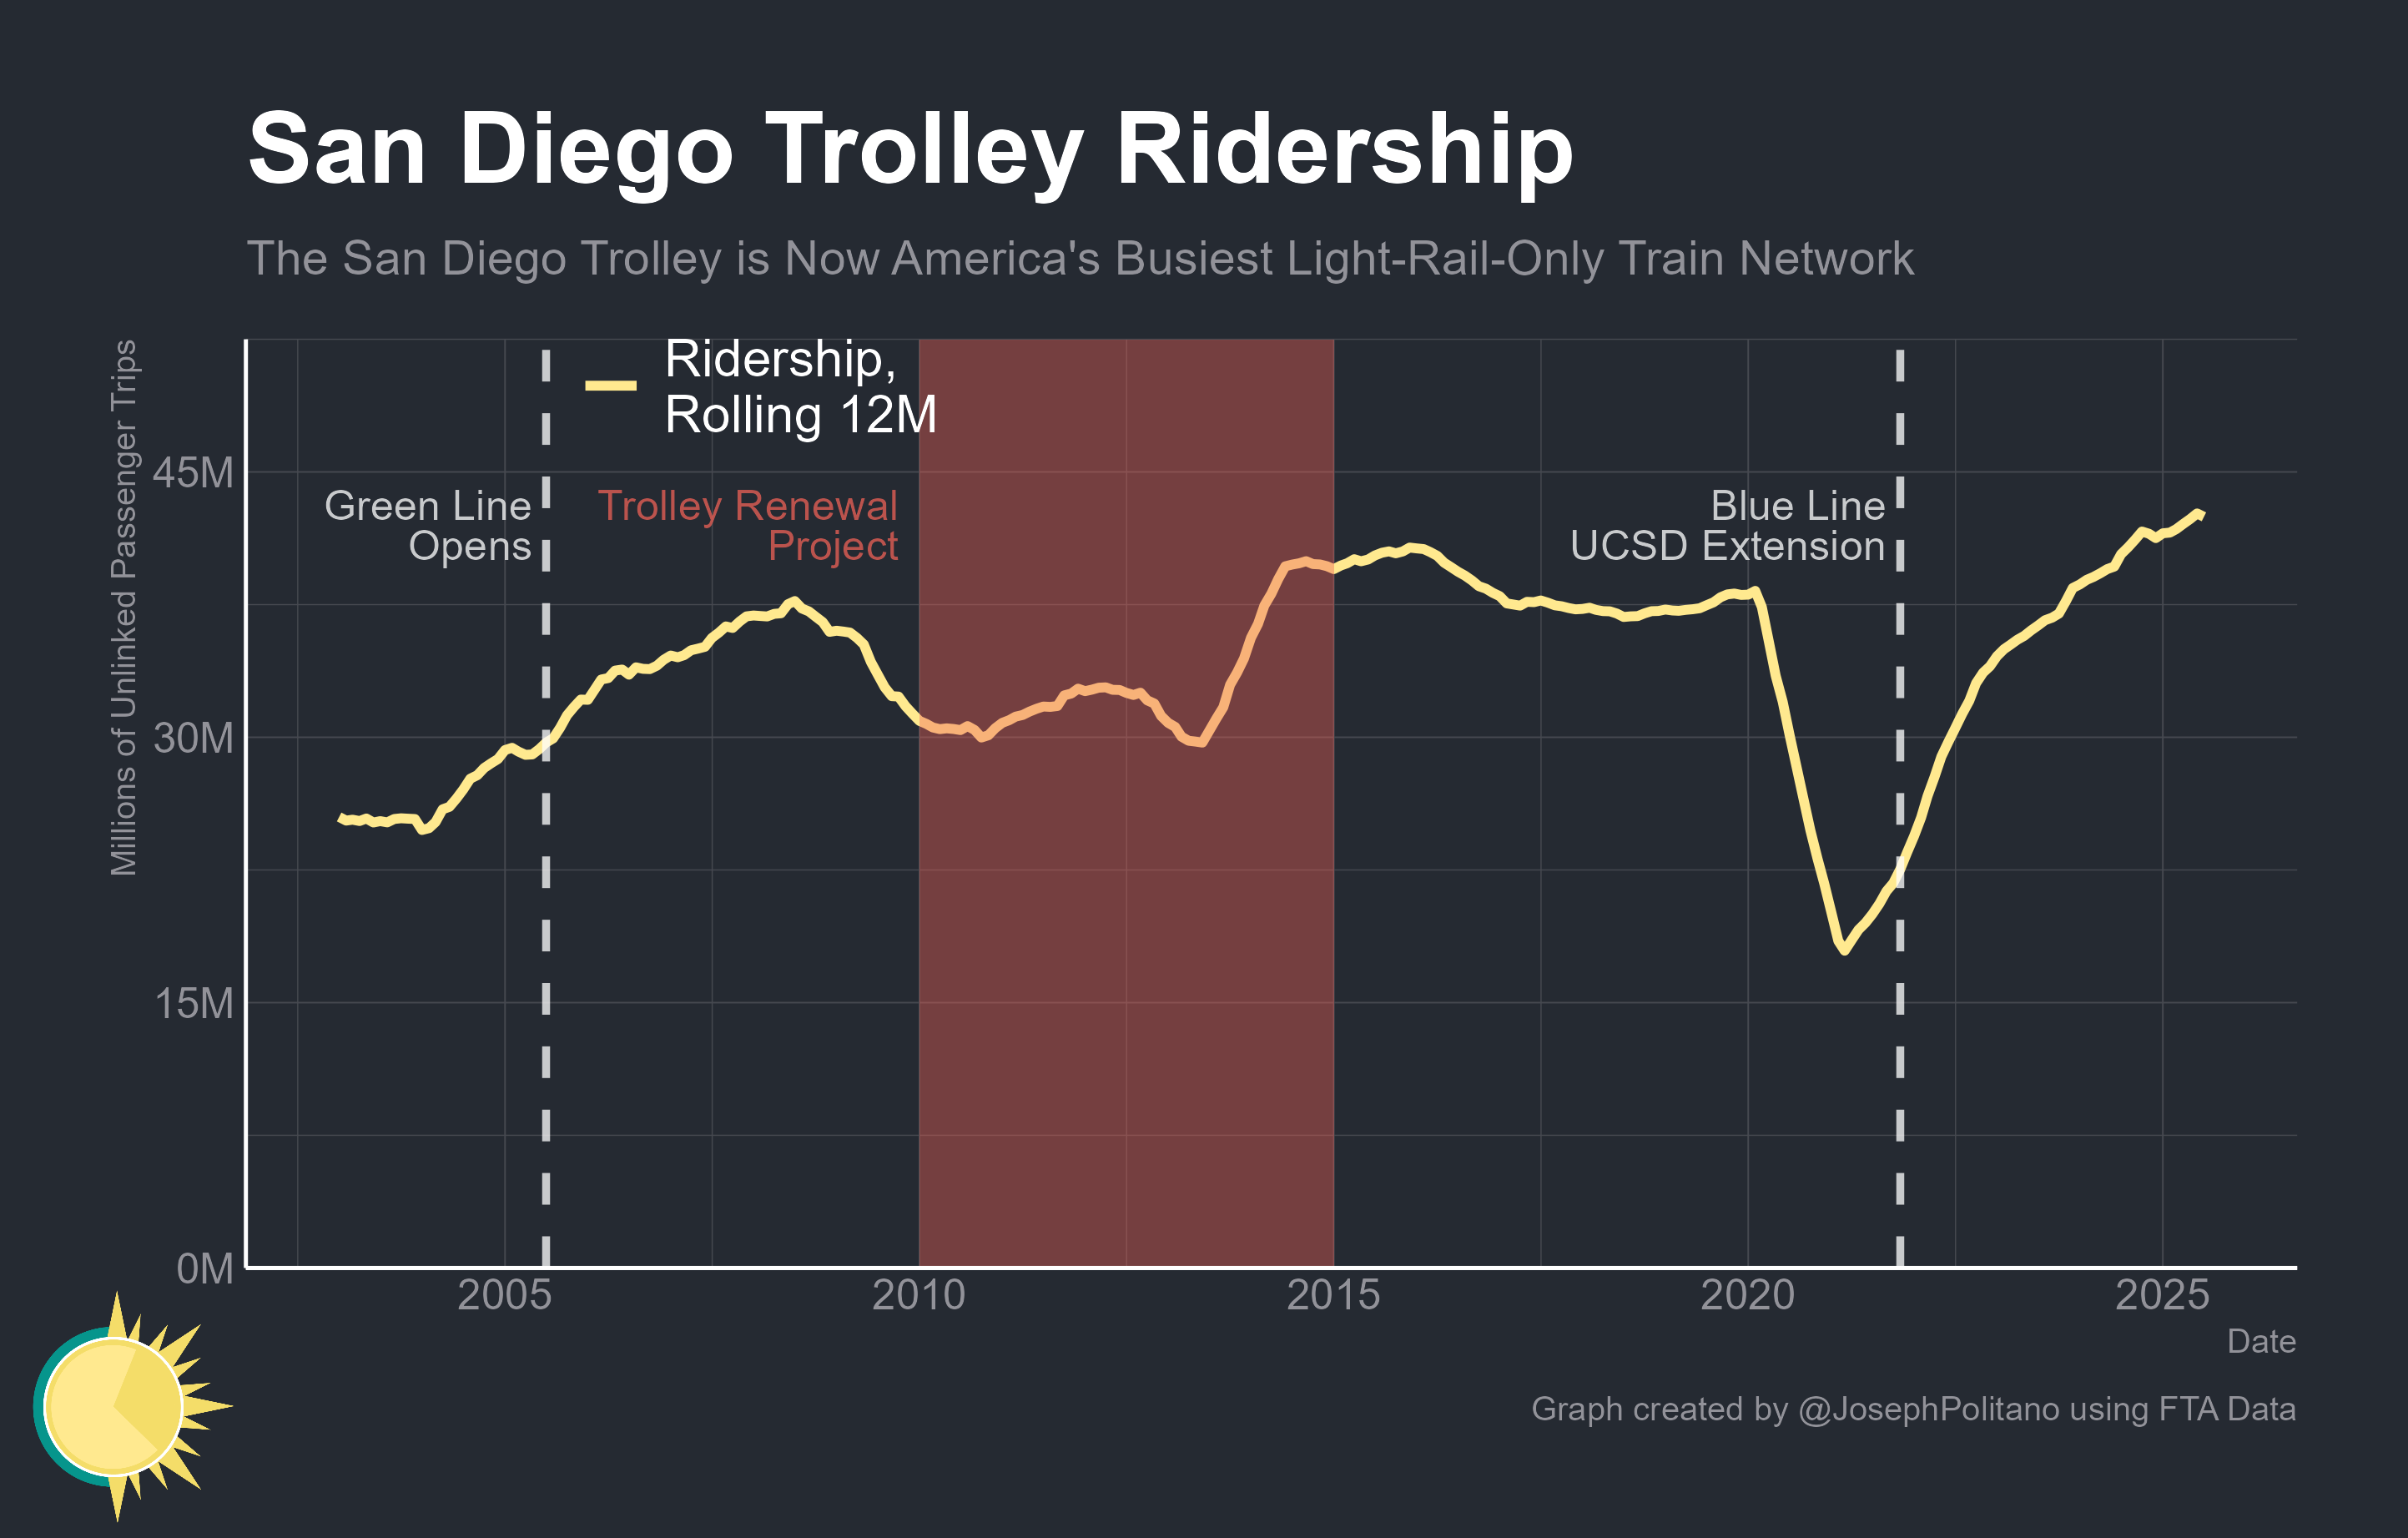 San Diego Trolley Ridership
The San Diego Trolley is Now America's Busiest Light-Rail-Only Train Network
Millions of Unlinked Passenger Trips
Ridership,
Rolling 12M
45M
30M
15M
0M
Green Line
Opens
Trolley Renewal
Project
Blue Line
UCSD Extension
2005
2010
2015
2020
2025
Date
Graph created by @JosephPolitano using FTA Data